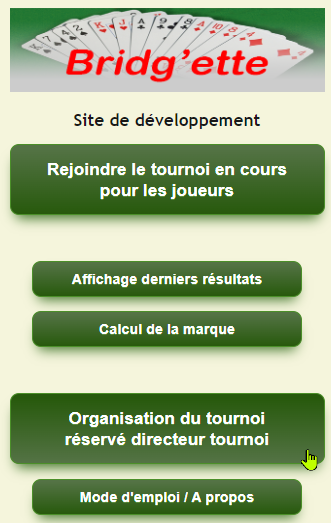 Bridg'ette
Site de développement
Rejoindre le tournoi en cours
pour les joueurs
Affichage derniers résultats
Calcul de la marque
Organisation du tournoi
réservé directeur tournoi
Mode d'emploi / A propos